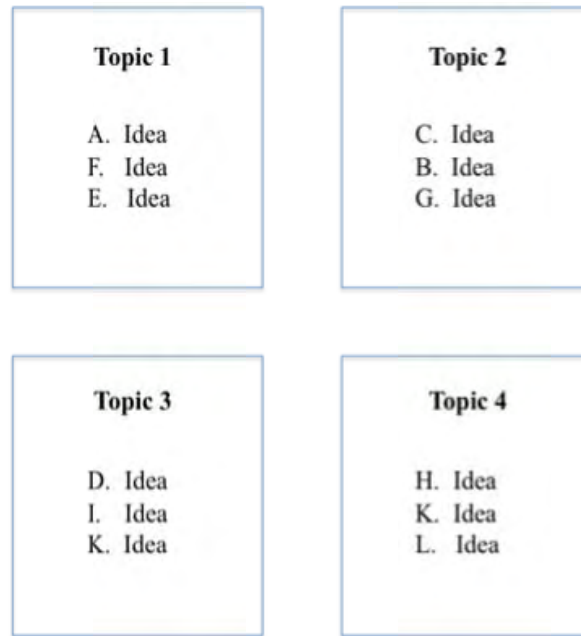 Topic 1
A. Idea
F. Idea
E. Idea
Topic 2
C. Idea
B. Idea
G. Idea
Topic 3
D. Idea
I. Idea
K. Idea
Topic 4
H. Idea
K. Idea
L. Idea